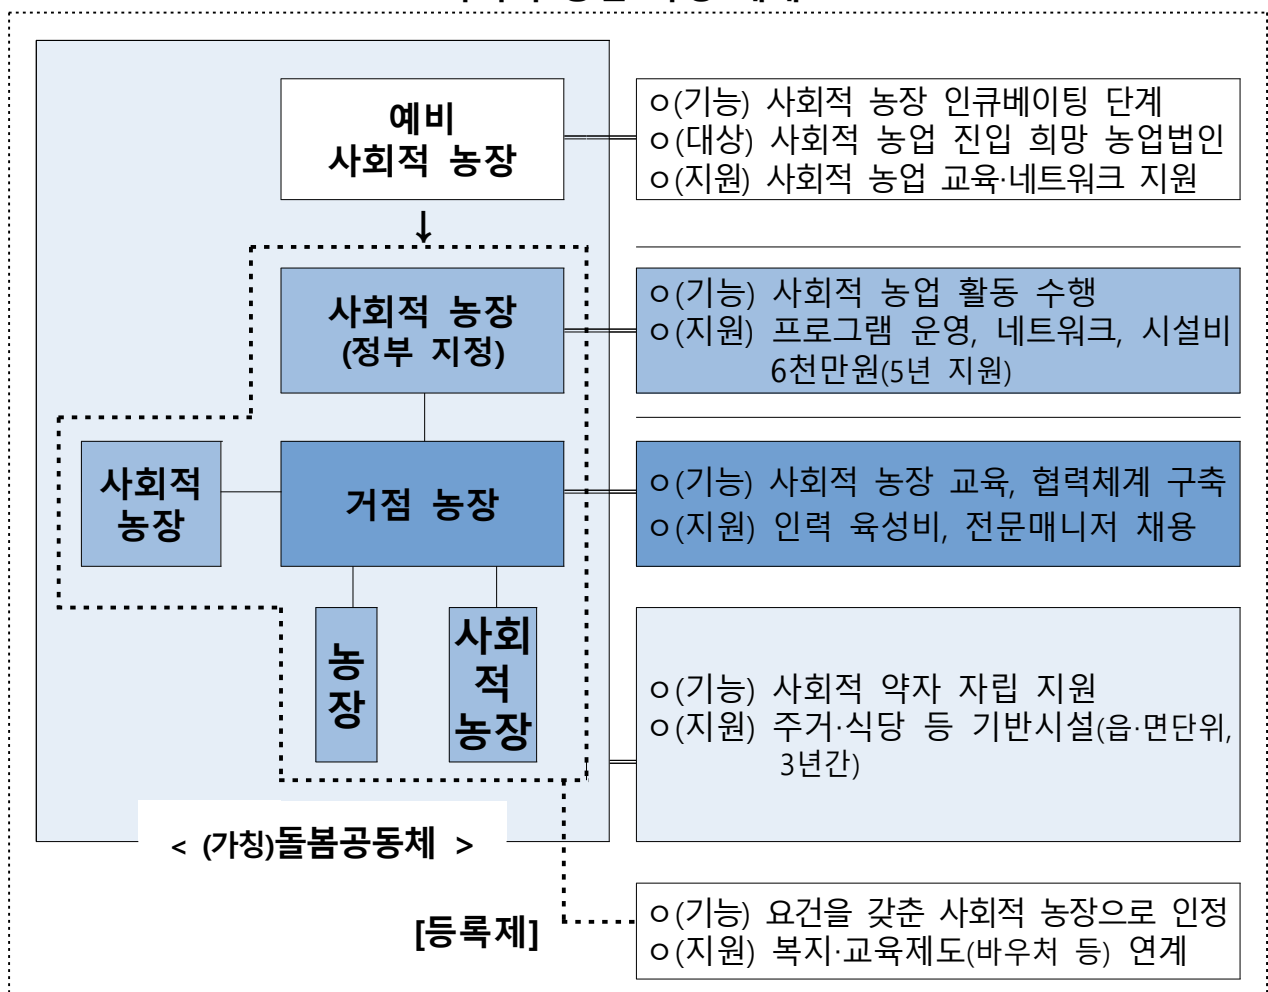 예비
사회적 농장
ㅇ(기능) 사회적 농장 인큐베이팅 단계
ㅇ(대상) 사회적 농업 진입 희망 농업법인
ㅇ(지원) 사회적 농업 교육·네트워크 지원
↓
사회적 농장
(정부 지정)
ㅇ(기능) 사회적 농업 활동 수행
ㅇ(지원) 프로그램 운영, 네트워크, 시설비
6천만원(5년 지원)
사회적
농장
거점 농장
ㅇ(기능) 사회적 농장 교육, 협력체계 구축
ㅇ(지원) 인력 육성비, 전문매니저 채용
농
장
사회
적
농장
ㅇ(기능) 사회적 약자 자립 지원
ㅇ(지원) 주거·식당 등 기반시설(읍·면단위,
3년간)
< (가칭)돌봄공동체 >
[등록제]
ㅇ(기능) 요건을 갖춘 사회적 농장으로 인정
ㅇ(지원) 복지·교육제도(바우처 등) 연계